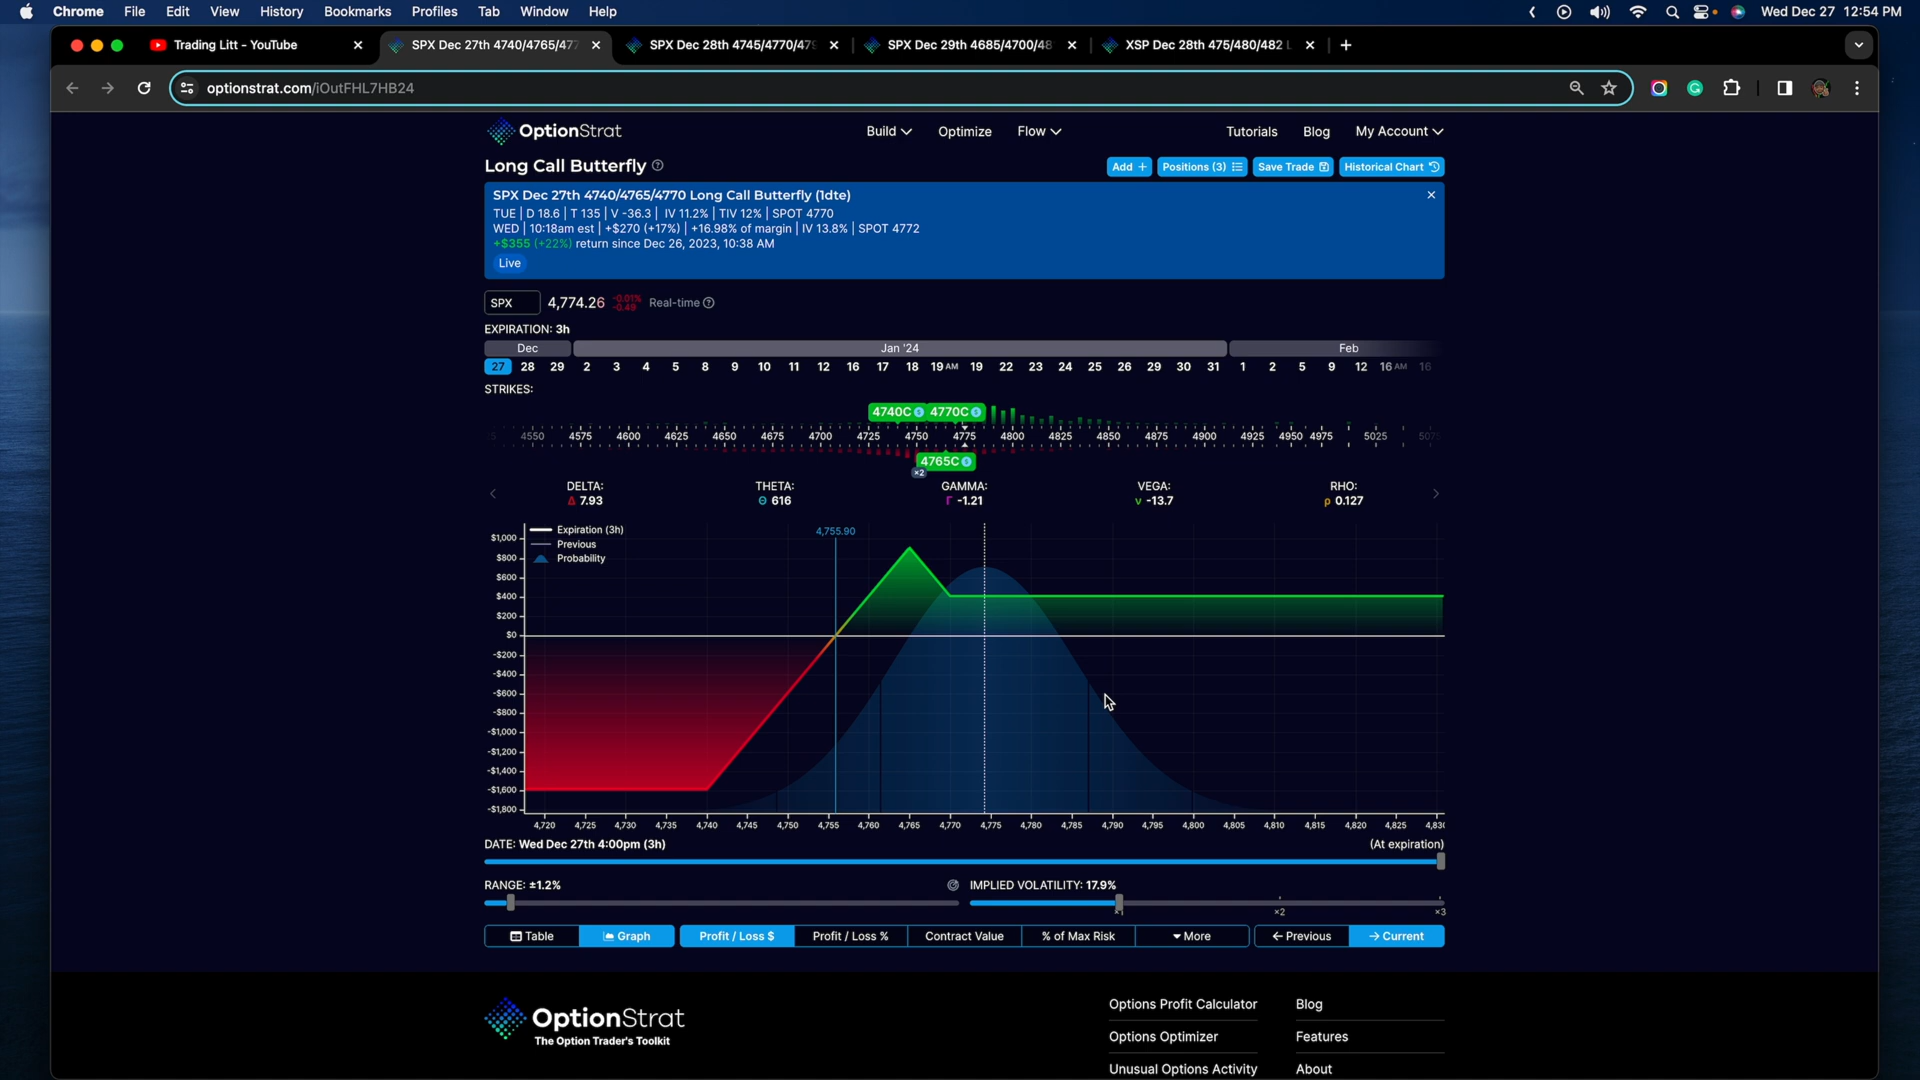 Chrome File Edit View History Bookmarks Profiles Tab Window Help Wed Dec 27 12:54 PM
Trading Litt - YouTube SPX Dec 27th 4740/4765/477 SPX Dec 28th 4745/4770/479 SPX Dec 29th 4685/4700/48 XSP Dec 28th 475/480/482 L
optionstrat.com/iOutFHL7HB24
OptionStrat Build Optimize Flow Tutorials Blog My Account
Long Call Butterfly Add + Positions (3) Save Trade Historical Chart
SPX Dec 27th 4740/4765/4770 Long Call Butterfly (1dte)
TUE | D 18.6 | T 135 | V -36.3 | IV 11.2% | TIV 12% | SPOT 4770
WED | 10:18am est | +$270 (+17%) | +16.98% of margin | IV 13.8% | SPOT 4772
+$355 (+22%) return since Dec 26, 2023, 10:38 AM
Live
SPX 4,774.26 -0.01% -0.49 Real-time
EXPIRATION: 3h
Dec Jan '24 Feb
27 28 29 2 3 4 5 8 9 10 11 12 16 17 18 19 AM 19 22 23 24 25 26 29 30 31 1 2 5 9 12 16 AM 16
STRIKES:
4740C 4770C
4550 4575 4600 4625 4650 4675 4700 4725 4750 4775 4800 4825 4850 4875 4900 4925 4950 4975 5025
4765C
x2
DELTA: THETA: GAMMA: VEGA: RHO:
Δ 7.93 Θ 616 Γ -1.21 ν -13.7 ρ 0.127
4,755.90
Expiration (3h)
Previous
Probability
$1,000
$800
$600
$400
$200
$0
-$200
-$400
-$600
-$800
-$1,000
-$1,200
-$1,400
-$1,600
-$1,800
4,720 4,725 4,730 4,735 4,740 4,745 4,750 4,755 4,760 4,765 4,770 4,775 4,780 4,785 4,790 4,795 4,800 4,805 4,810 4,815 4,820 4,825 4,830
DATE: Wed Dec 27th 4:00pm (3h) (At expiration)
RANGE: ±1.2% IMPLIED VOLATILITY: 17.9%
x1 x2 x3
Table Graph Profit / Loss $ Profit / Loss % Contract Value % of Max Risk More ← Previous → Current
OptionStrat
The Option Trader's Toolkit
Options Profit Calculator Blog
Options Optimizer Features
Unusual Options Activity About